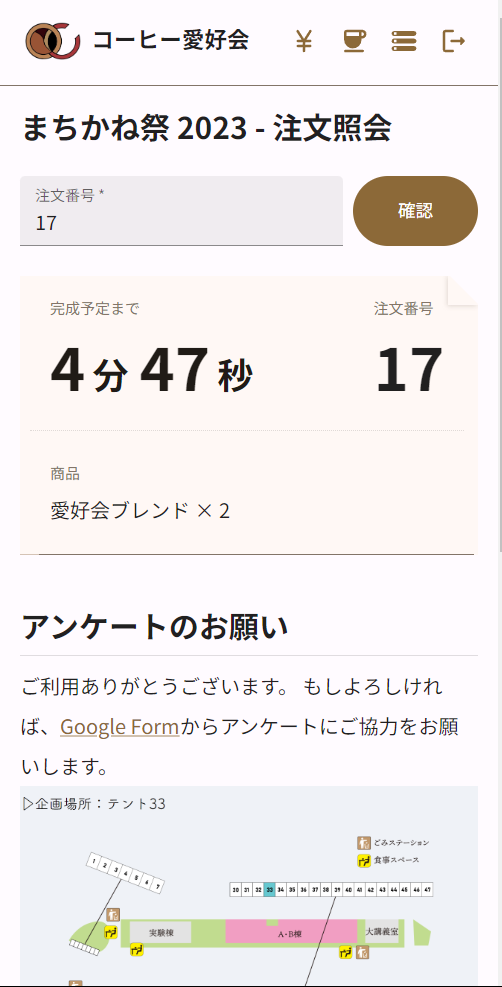 コーヒー愛好会
まちかね祭 2023 - 注文照会
注文番号 *
17
確認
完成予定まで
注文番号
4 分 47 秒
17
商品
愛好会ブレンド × 2
アンケートのお願い
ご利用ありがとうございます。 もしよろしけれ
ば、Google Formからアンケートにご協力をお願
いします。
▷企画場所：テント33
ごみステーション
食事スペース
1 2 3 4 5 6 7
30 31 32 33 34 35 36 37 38 39 40 41 42 43 44 45 46 47
実験棟
A・B棟
大講義室